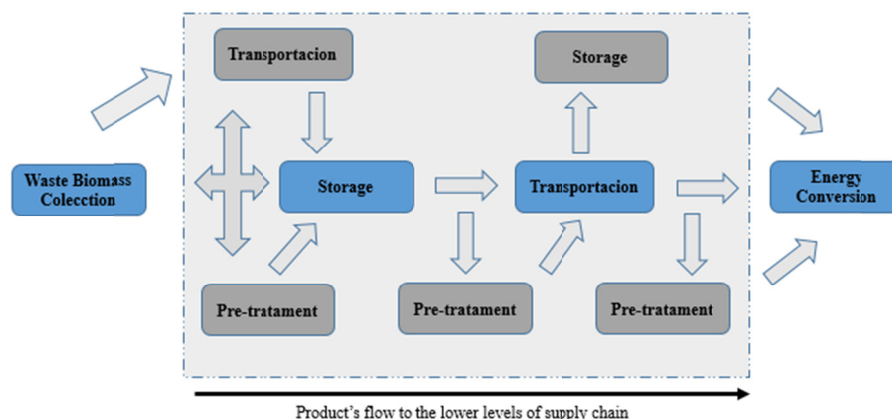 Transportacion
Storage
Waste Biomass
Colecction
Storage
Transportacion
Energy
Conversion
Pre-tratament
Pre-tratament
Pre-tratament
Product's flow to the lower levels of supply chain